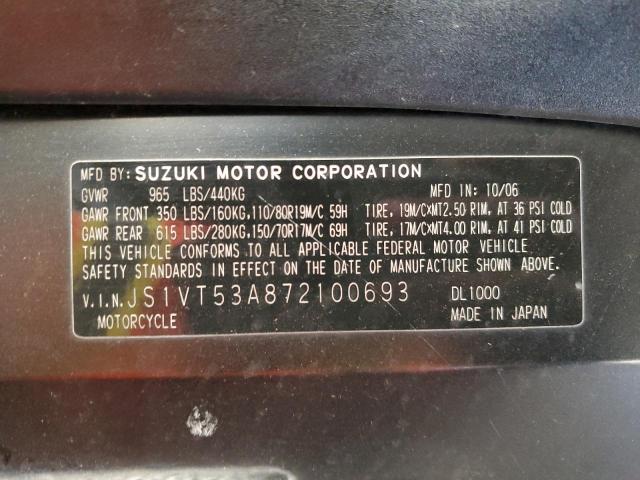 MFD BY: SUZUKI MOTOR CORPORATION
GVWR 965 LBS/440KG MFD IN: 10/06
GAWR FRONT 350 LBS/160KG,110/80R19M/C 59H TIRE, 19M/C×MT2.50 RIM, AT 36 PSI COLD
GAWR REAR 615 LBS/280KG,150/70R17M/C 69H TIRE, 17M/C×MT4.00 RIM, AT 41 PSI COLD
THIS VEHICLE CONFORMS TO ALL APPLICABLE FEDERAL MOTOR VEHICLE
SAFETY STANDARDS IN EFFECT ON THE DATE OF MANUFACTURE SHOWN ABOVE.
V.I.N.JS1VT53A872100693 DL1000
MOTORCYCLE MADE IN JAPAN